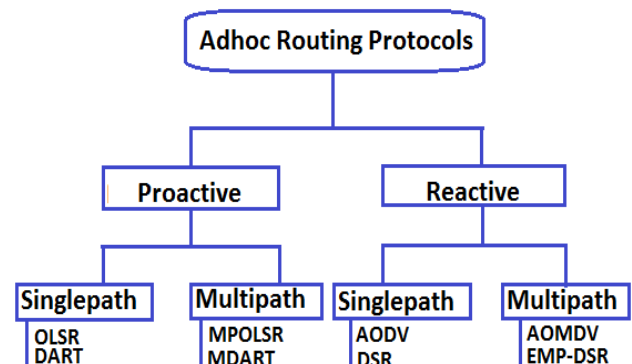 Adhoc Routing Protocols
Proactive
Reactive
Singlepath
Multipath
Singlepath
Multipath
OLSR
DART
MPOLSR
MDART
AODV
DSR
AOMDV
EMP-DSR